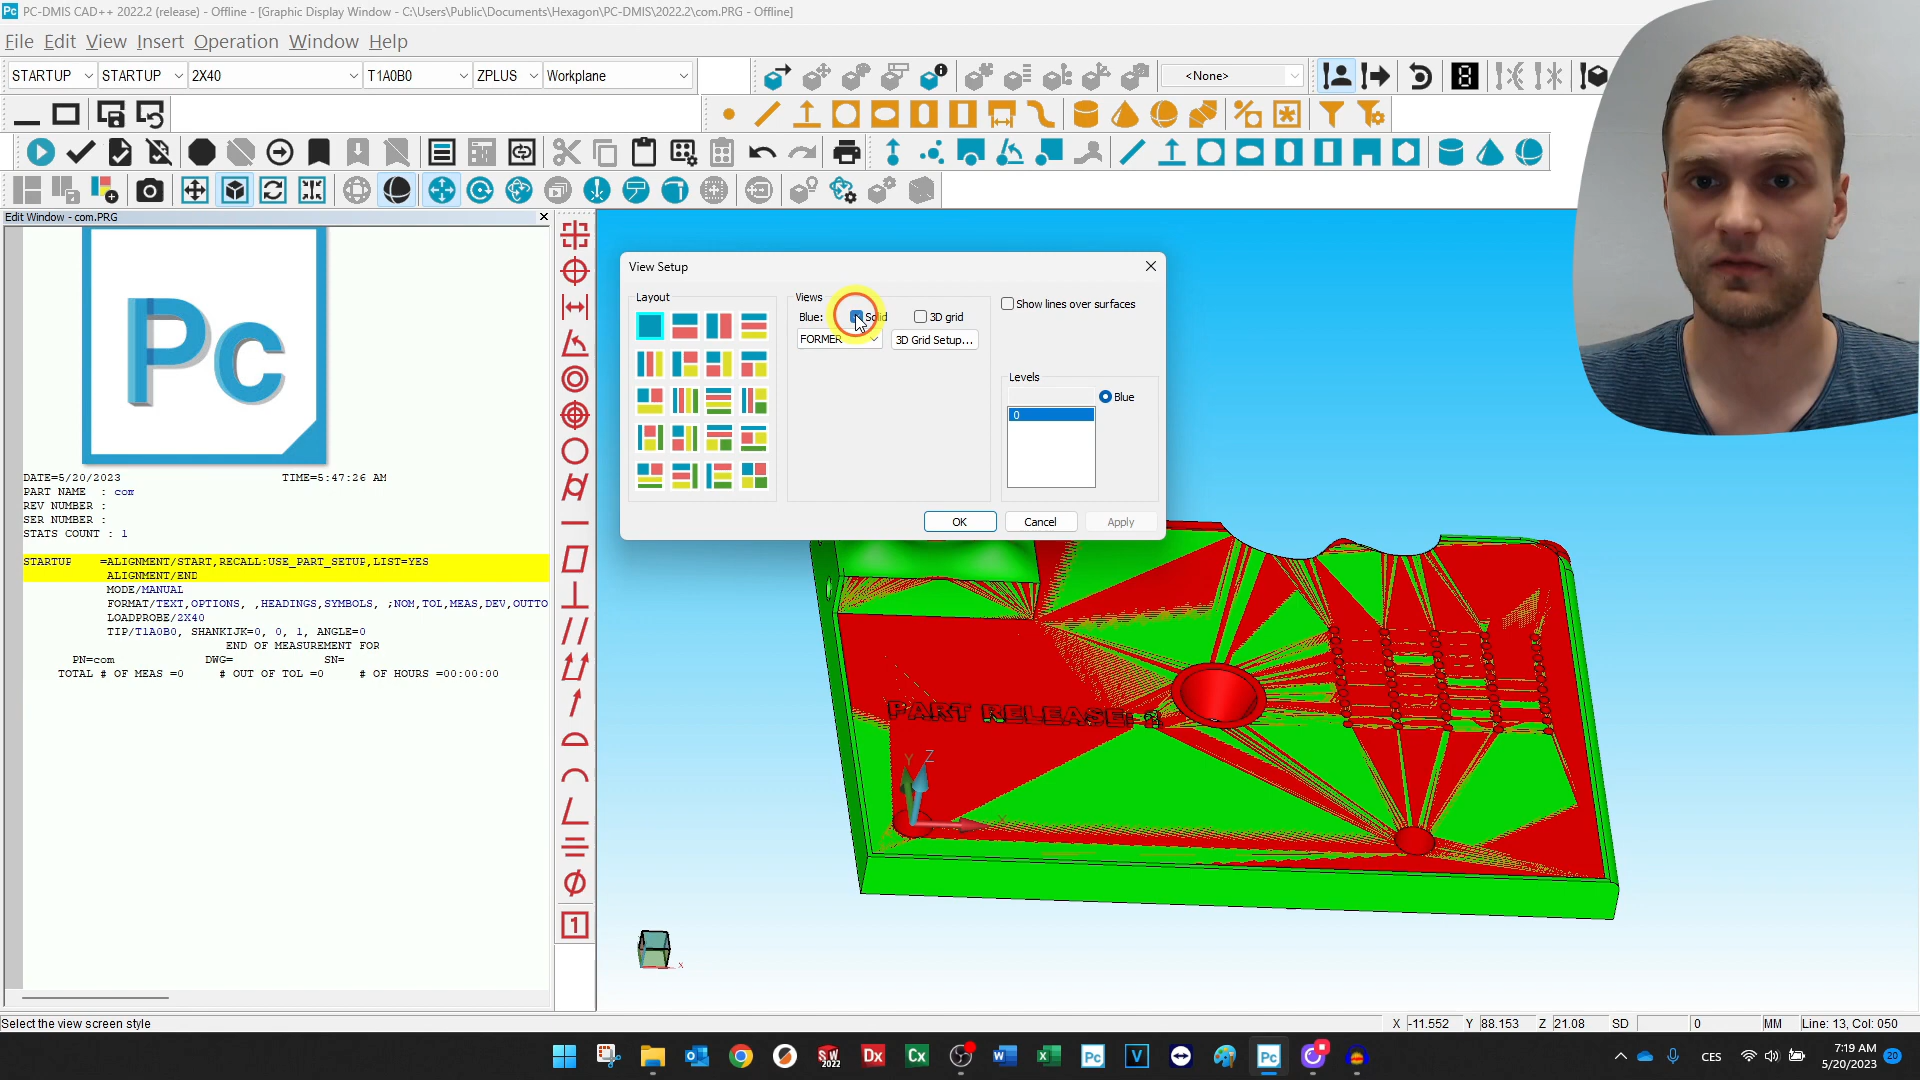 PC-DMIS CAD++ 2022.2 (release) - Offline - [Graphic Display Window - C:\Users\Public\Documents\Hexagon\PC-DMIS\2022.2\com.PRG - Offline]
File Edit View Insert Operation Window Help
STARTUP STARTUP 2X40 T1A0B0 ZPLUS Workplane <None>
Edit Window - com.PRG
Pc
DATE=5/20/2023 TIME=5:47:26 AM
PART NAME : com
REV NUMBER :
SER NUMBER :
STATS COUNT : 1
STARTUP =ALIGNMENT/START,RECALL:USE_PART_SETUP,LIST=YES
ALIGNMENT/END
MODE/MANUAL
FORMAT/TEXT,OPTIONS, ,HEADINGS,SYMBOLS, ;NOM,TOL,MEAS,DEV,OUTTO
LOADPROBE/2X40
TIP/T1A0B0, SHANKIJK=0, 0, 1, ANGLE=0
END OF MEASUREMENT FOR
PN=com DWG= SN=
TOTAL # OF MEAS =0 # OUT OF TOL =0 # OF HOURS =00:00:00
View Setup
Layout
Views
Blue: Solid 3D grid
FORMER 3D Grid Setup...
Show lines over surfaces
Levels
Blue
0
OK Cancel Apply
PART RELEASE: 2
Y Z X
x
Select the view screen style
X -11.552 Y 88.153 Z 21.08 SD 0 MM Line: 13, Col: 050
CES
7:19 AM
5/20/2023
20